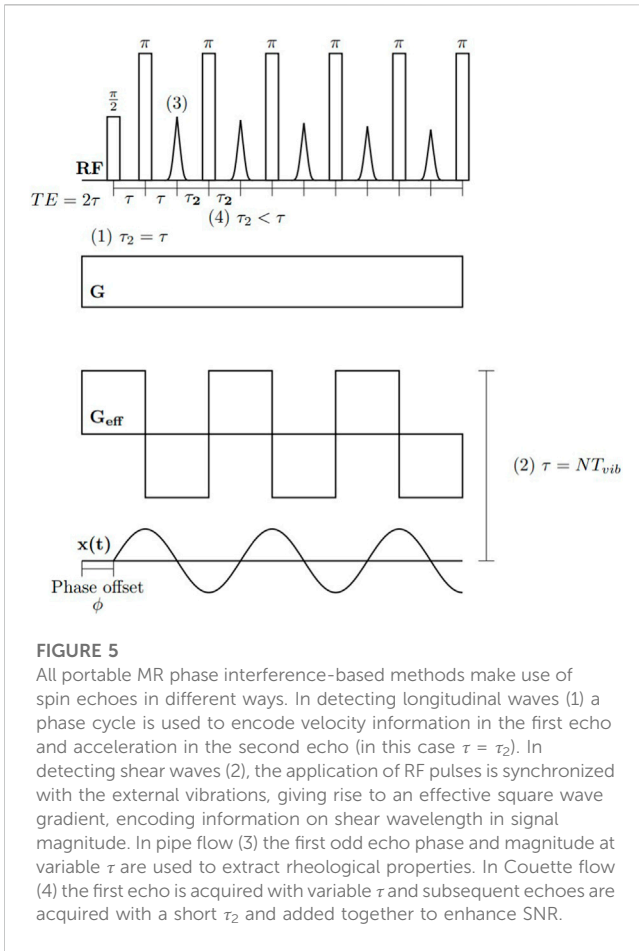 π π π π π π
π/2
(3)
RF
TE = 2τ τ τ τ₂ τ₂
(4) τ₂ < τ
(1) τ₂ = τ
G
G_eff
(2) τ = NT_vib
x(t)
Phase offset
ϕ
FIGURE 5
All portable MR phase interference-based methods make use of
spin echoes in different ways. In detecting longitudinal waves (1) a
phase cycle is used to encode velocity information in the first echo
and acceleration in the second echo (in this case τ = τ₂). In
detecting shear waves (2), the application of RF pulses is synchronized
with the external vibrations, giving rise to an effective square wave
gradient, encoding information on shear wavelength in signal
magnitude. In pipe flow (3) the first odd echo phase and magnitude at
variable τ are used to extract rheological properties. In Couette flow
(4) the first echo is acquired with variable τ and subsequent echoes are
acquired with a short τ₂ and added together to enhance SNR.